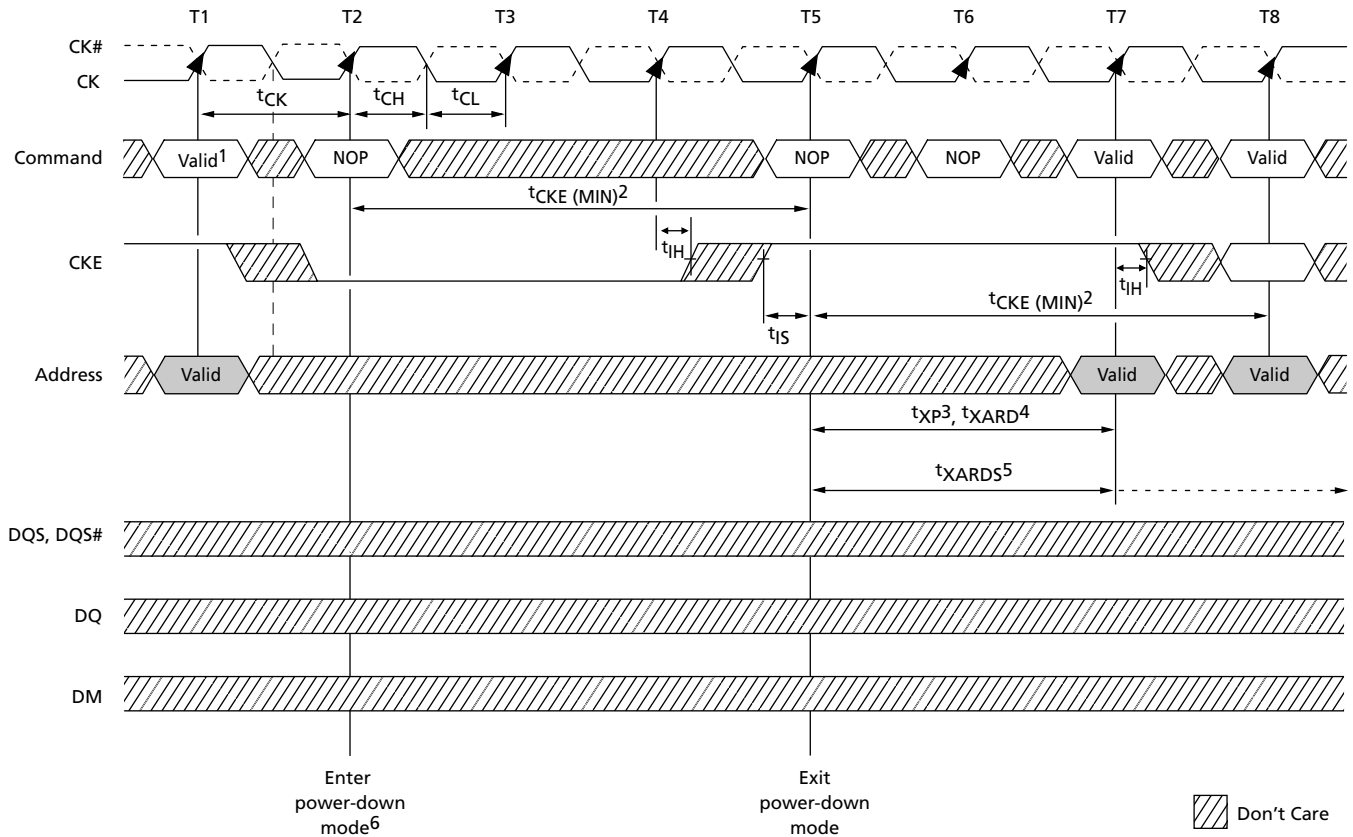 T1 T2 T3 T4 T5 T6 T7 T8
CK#
CK
tCK tCH tCL
Command Valid1 NOP NOP NOP Valid Valid
tCKE (MIN)2
CKE tIH tIH
tCKE (MIN)2
tIS
Address Valid Valid Valid
tXP3, tXARD4
tXARDS5
DQS, DQS#
DQ
DM
Enter
power-down
mode6
Exit
power-down
mode
Don't Care